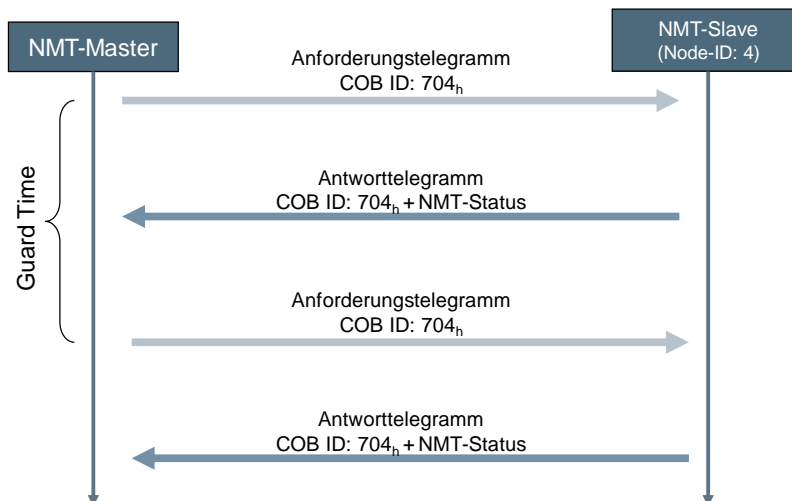 NMT-Master
NMT-Slave
(Node-ID: 4)
Anforderungstelegramm
COB ID: 704h
Guard Time
Antworttelegramm
COB ID: 704h + NMT-Status
Anforderungstelegramm
COB ID: 704h
Antworttelegramm
COB ID: 704h + NMT-Status